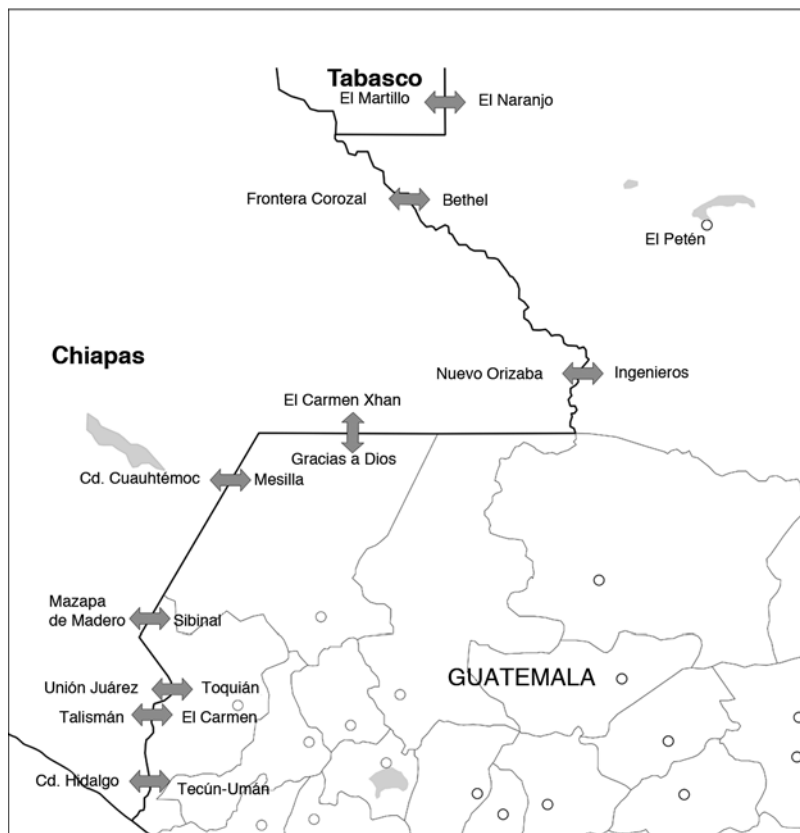 Tabasco
El Martillo
El Naranjo
Frontera Corozal
Bethel
El Petén
Chiapas
Nuevo Orizaba
Ingenieros
El Carmen Xhan
Gracias a Dios
Cd. Cuauhtémoc
Mesilla
Mazapa
de Madero
Sibinal
GUATEMALA
Unión Juárez
Toquián
Talismán
El Carmen
Cd. Hidalgo
Tecún-Umán